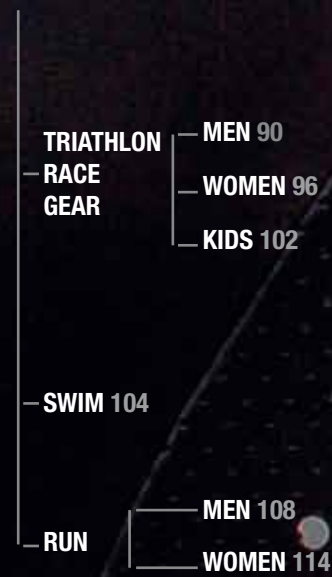 TRIATHLON
RACE
GEAR
MEN 90
WOMEN 96
KIDS 102
SWIM 104
RUN
MEN 108
WOMEN 114